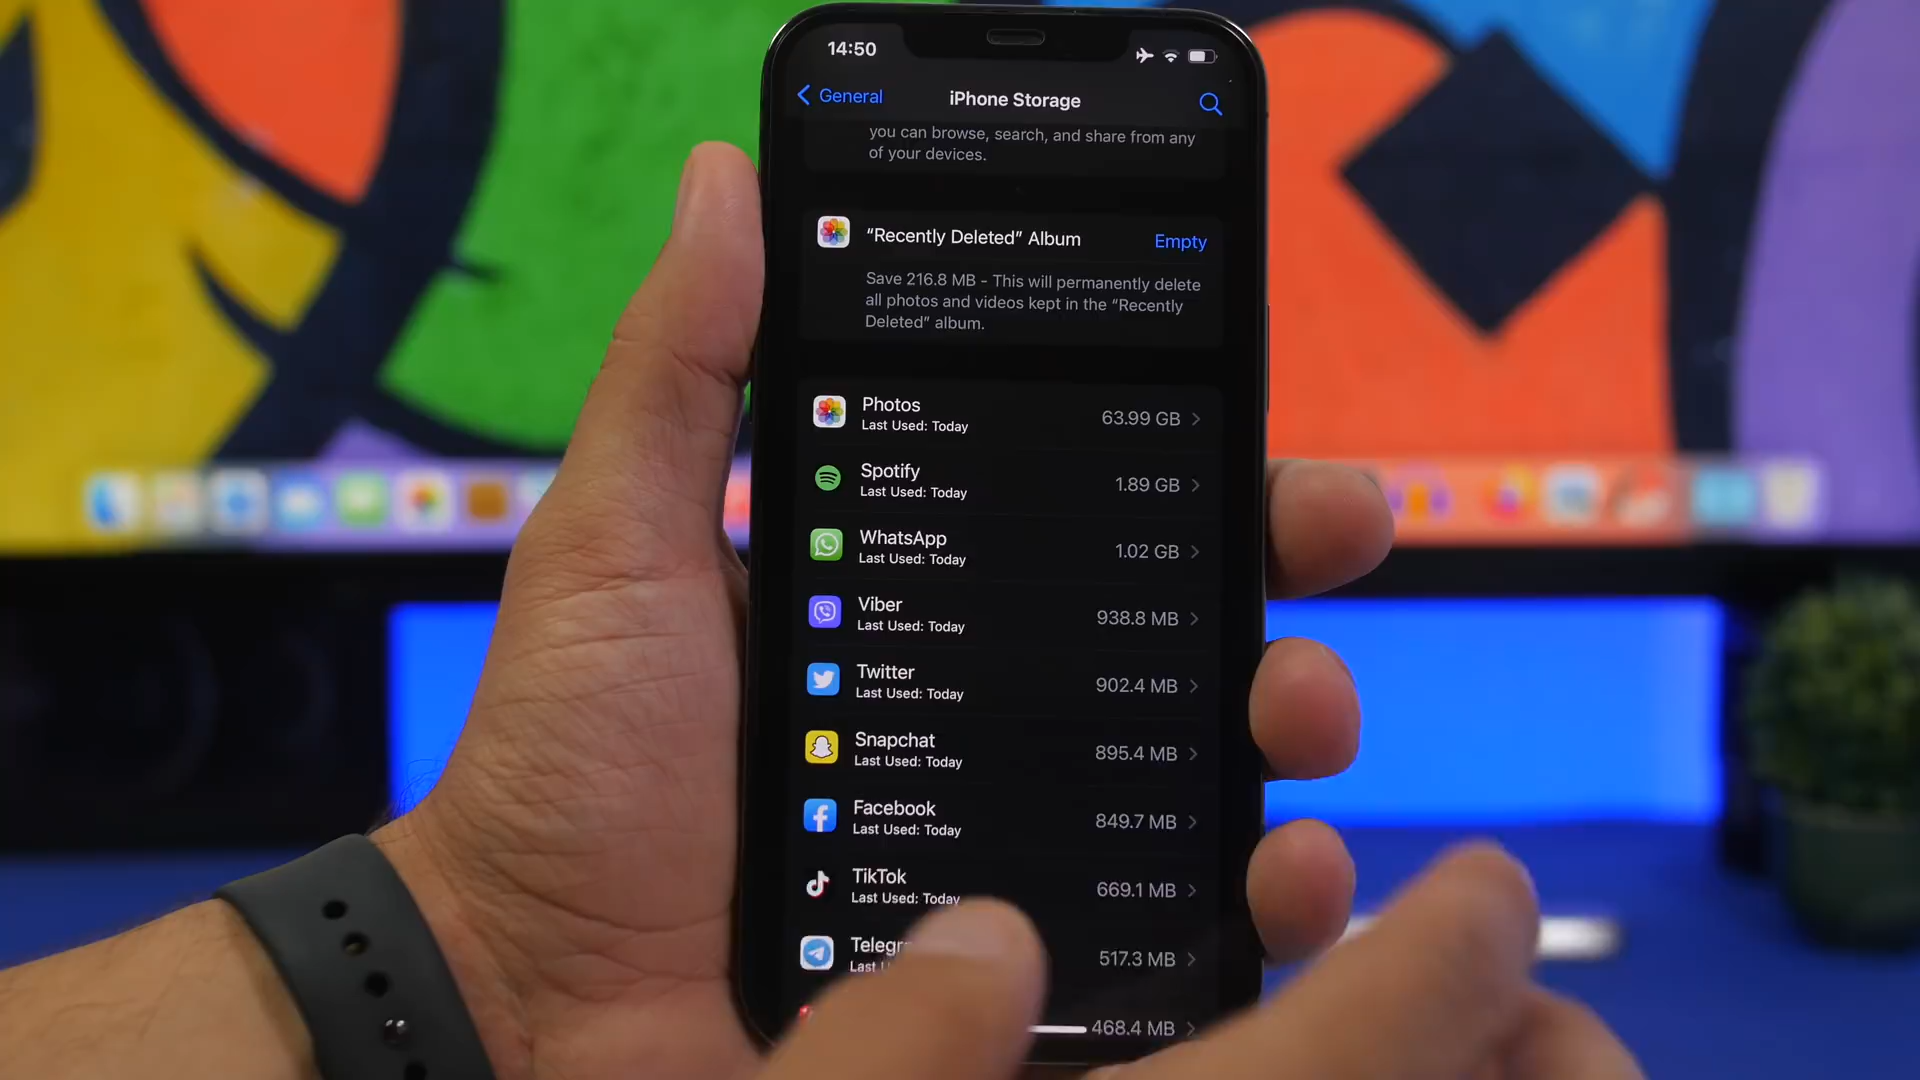 14:50
General
iPhone Storage
you can browse, search, and share from any
of your devices.
“Recently Deleted” Album
Empty
Save 216.8 MB - This will permanently delete
all photos and videos kept in the “Recently
Deleted” album.
Photos
63.99 GB
Last Used: Today
Spotify
1.89 GB
Last Used: Today
WhatsApp
1.02 GB
Last Used: Today
Viber
938.8 MB
Last Used: Today
Twitter
902.4 MB
Last Used: Today
Snapchat
895.4 MB
Last Used: Today
Facebook
849.7 MB
Last Used: Today
TikTok
669.1 MB
Last Used: Today
517.3 MB
Last
468.4 MB